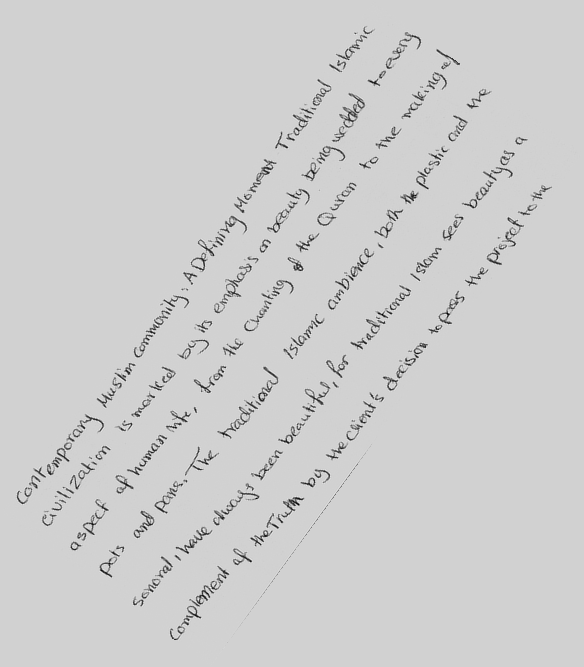 Contemporary Muslim Community: A Defining Moment Traditional Islamic
civilization is marked by its emphasis on beauty being wedded to every
aspect of human life, from the Chanting of the Quran to the making of
pots and pans. The traditional Islamic ambience, both the plastic and the
sonoral, have always been beautiful, for traditional Islam sees beauty as a
Complement of the Truth by the client's decision to pass the project to the